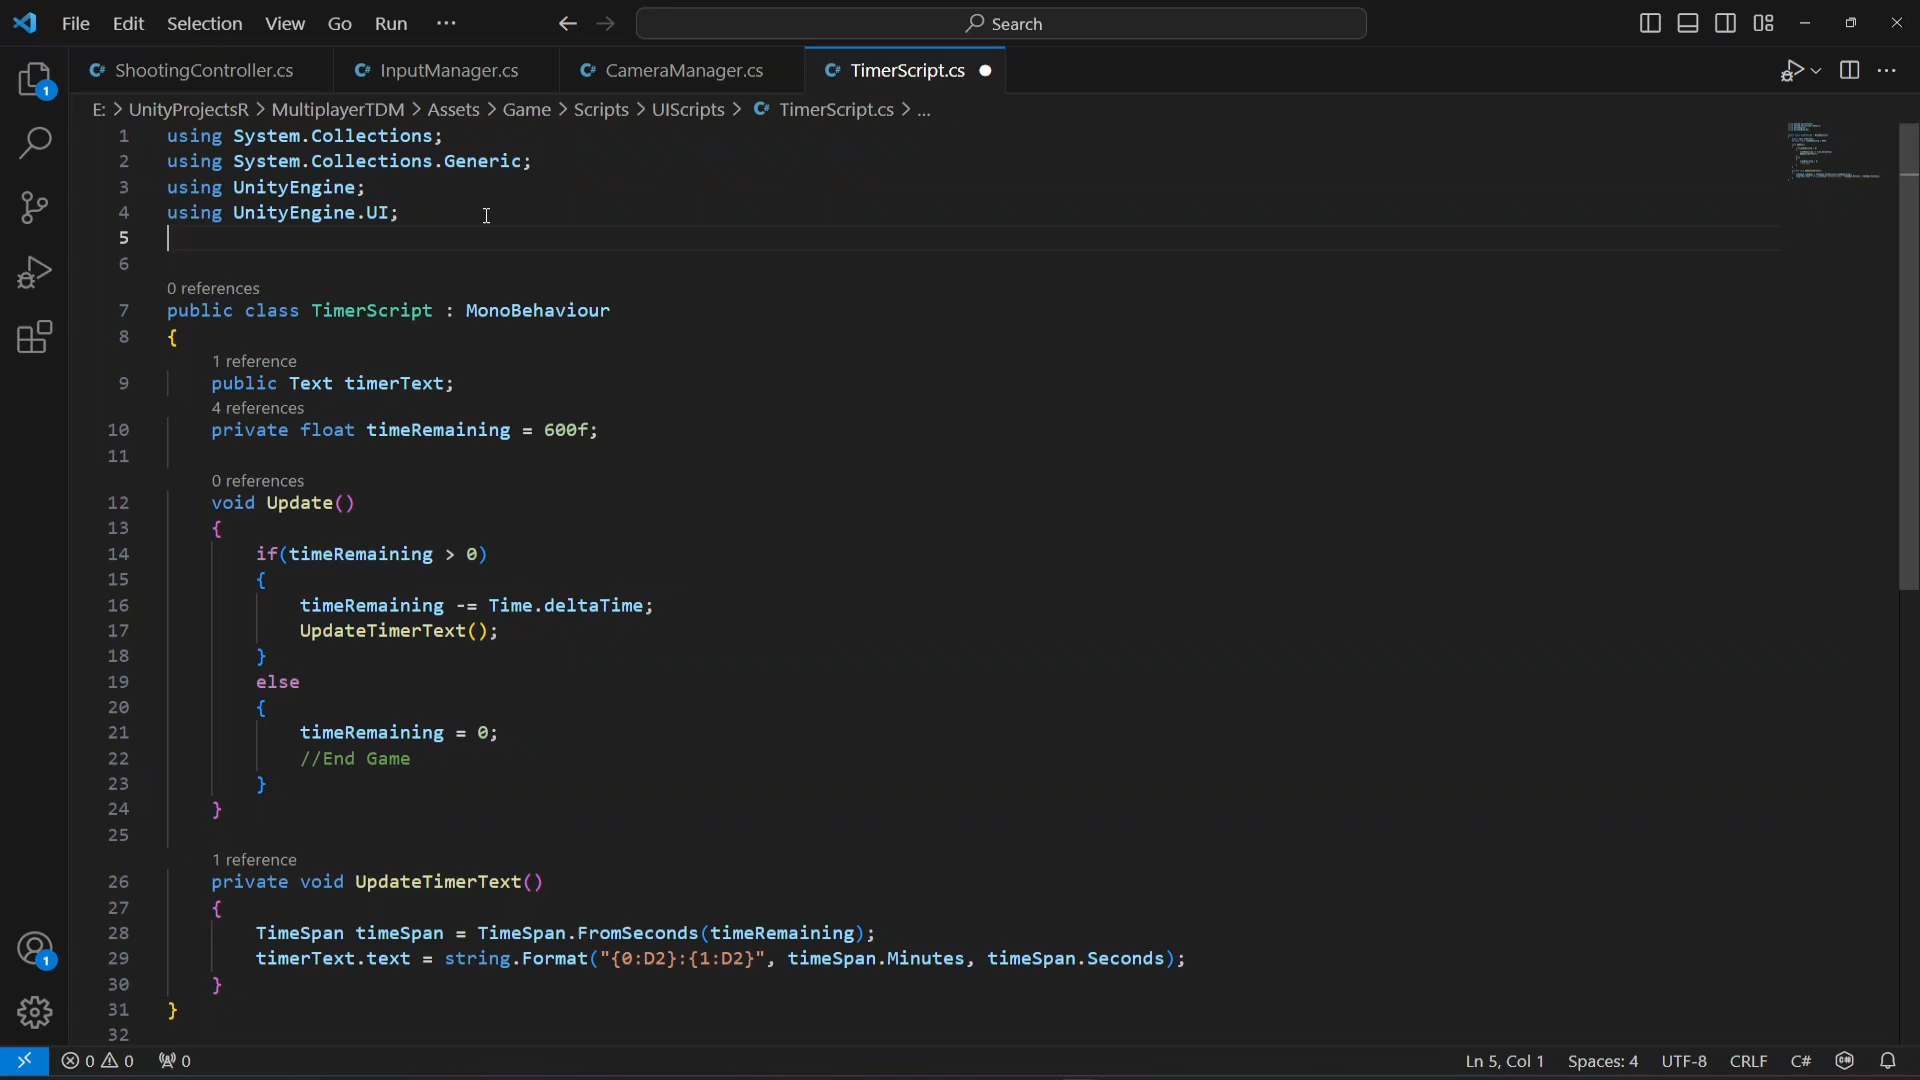 File Edit Selection View Go Run ··· Search
ShootingController.cs InputManager.cs CameraManager.cs TimerScript.cs
E: > UnityProjectsR > MultiplayerTDM > Assets > Game > Scripts > UIScripts > TimerScript.cs > ...
1 using System.Collections;
2 using System.Collections.Generic;
3 using UnityEngine;
4 using UnityEngine.UI;
5
6
0 references
7 public class TimerScript : MonoBehaviour
8 {
1 reference
9 public Text timerText;
4 references
10 private float timeRemaining = 600f;
11
0 references
12 void Update()
13 {
14 if(timeRemaining > 0)
15 {
16 timeRemaining -= Time.deltaTime;
17 UpdateTimerText();
18 }
19 else
20 {
21 timeRemaining = 0;
22 //End Game
23 }
24 }
25
1 reference
26 private void UpdateTimerText()
27 {
28 TimeSpan timeSpan = TimeSpan.FromSeconds(timeRemaining);
29 timerText.text = string.Format("{0:D2}:{1:D2}", timeSpan.Minutes, timeSpan.Seconds);
30 }
31 }
32
1
1
0 0 0 Ln 5, Col 1 Spaces: 4 UTF-8 CRLF C#